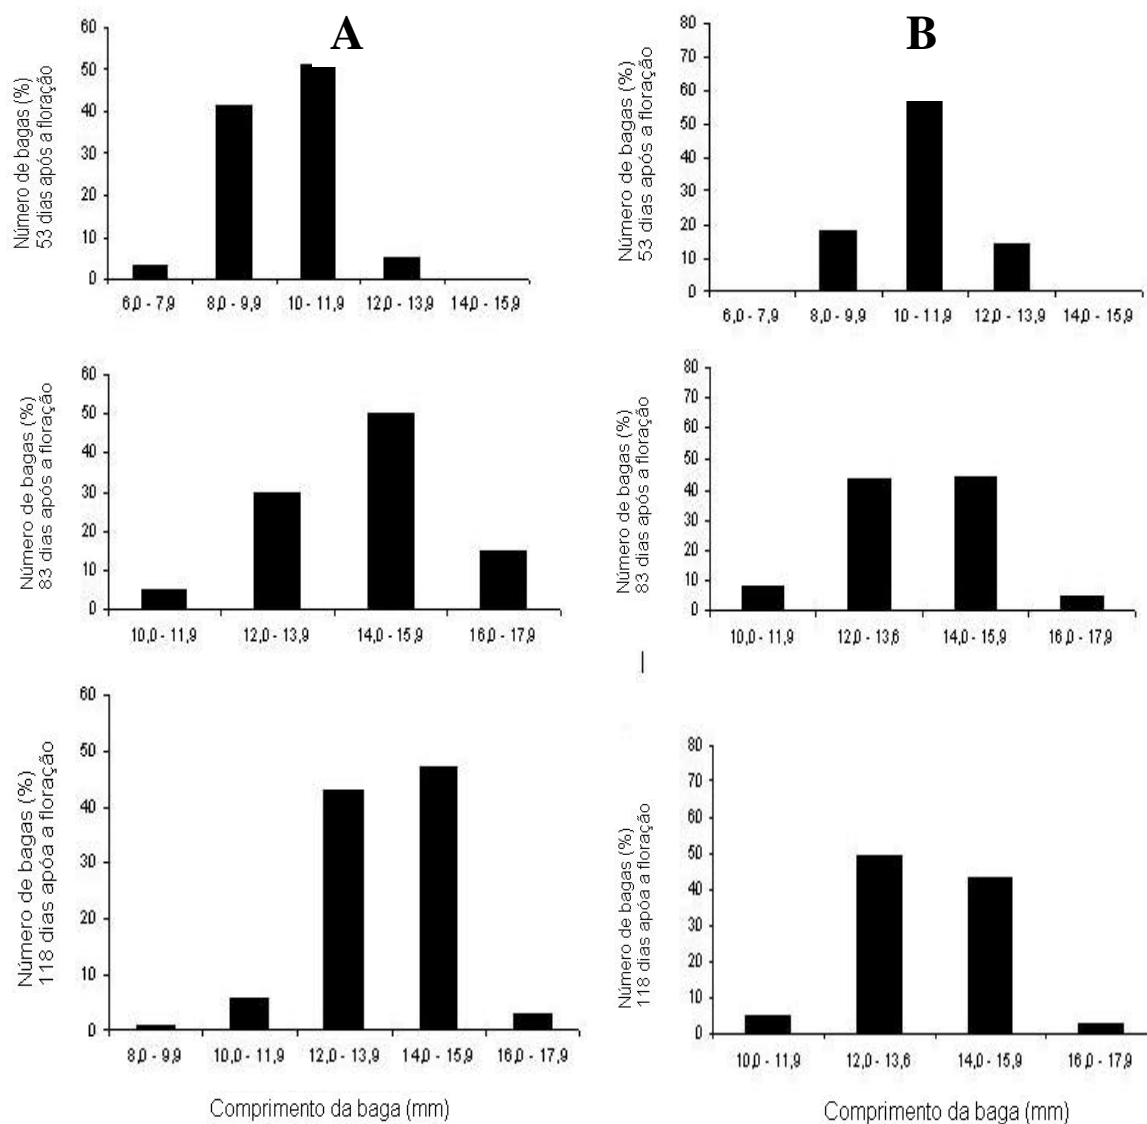 A
Número de bagas (%)
53 dias após a floração
60
50
40
30
20
10
0
6,0 - 7,9 8,0 - 9,9 10 - 11,9 12,0 - 13,9 14,0 - 15,9
B
Número de bagas (%)
53 dias após a floração
80
70
60
50
40
30
20
10
0
6,0 - 7,9 8,0 - 9,9 10 - 11,9 12,0 - 13,9 14,0 - 15,9
Número de bagas (%)
83 dias após a floração
60
50
40
30
20
10
0
10,0 - 11,9 12,0 - 13,9 14,0 - 15,9 16,0 - 17,9
Número de bagas (%)
83 dias após a floração
80
70
60
50
40
30
20
10
0
10,0 - 11,9 12,0 - 13,6 14,0 - 15,9 16,0 - 17,9
Número de bagas (%)
118 dias apóa a floração
60
50
40
30
20
10
0
8,0 - 9,9 10,0 - 11,9 12,0 - 13,9 14,0 - 15,9 16,0 - 17,9
Comprimento da baga (mm)
Número de bagas (%)
118 dias apóa a floração
80
70
60
50
40
30
20
10
0
10,0 - 11,9 12,0 - 13,6 14,0 - 15,9 16,0 - 17,9
Comprimento da baga (mm)